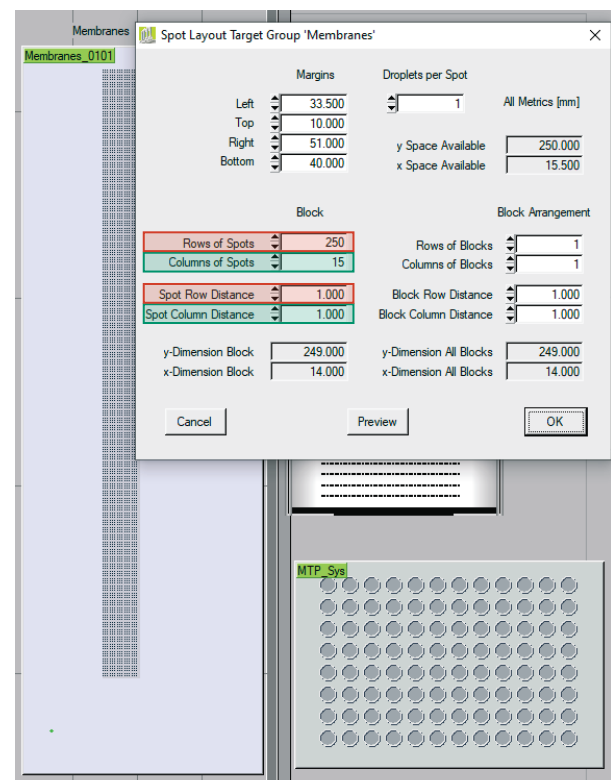 Membranes
Membranes_0101
Spot Layout Target Group 'Membranes'
Margins
Droplets per Spot
Left 33.500
1
All Metrics [mm]
Top 10.000
Right 51.000
y Space Available 250.000
Bottom 40.000
x Space Available 15.500
Block
Block Arrangement
Rows of Spots 250
Rows of Blocks 1
Columns of Spots 15
Columns of Blocks 1
Spot Row Distance 1.000
Block Row Distance 1.000
Spot Column Distance 1.000
Block Column Distance 1.000
y-Dimension Block 249.000
y-Dimension All Blocks 249.000
x-Dimension Block 14.000
x-Dimension All Blocks 14.000
Cancel
Preview
OK
MTP_Sys